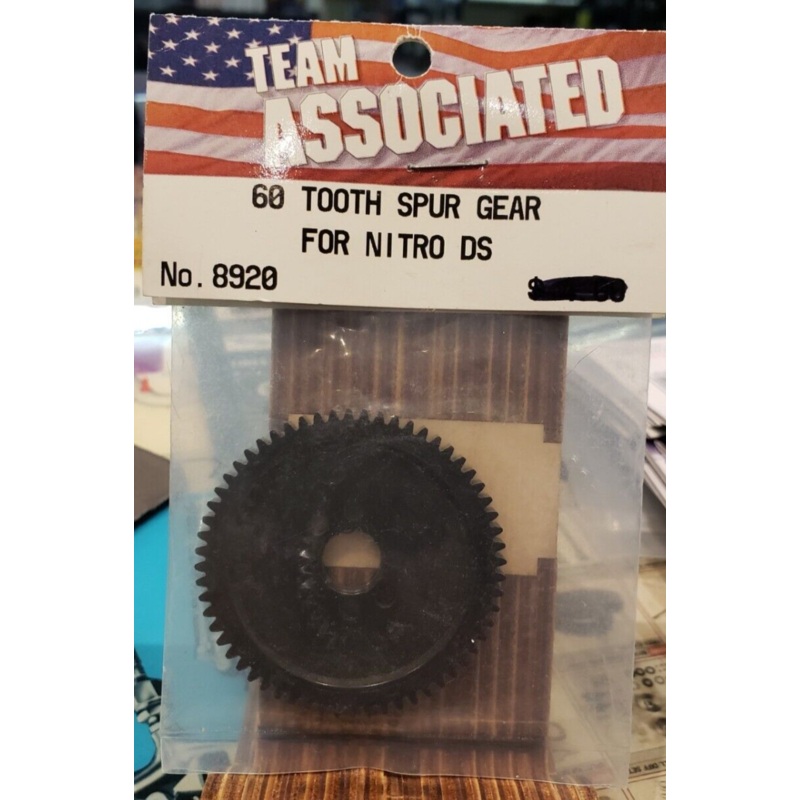 TEAM
ASSOCIATED
60 TOOTH SPUR GEAR
FOR NITRO DS
No. 8920